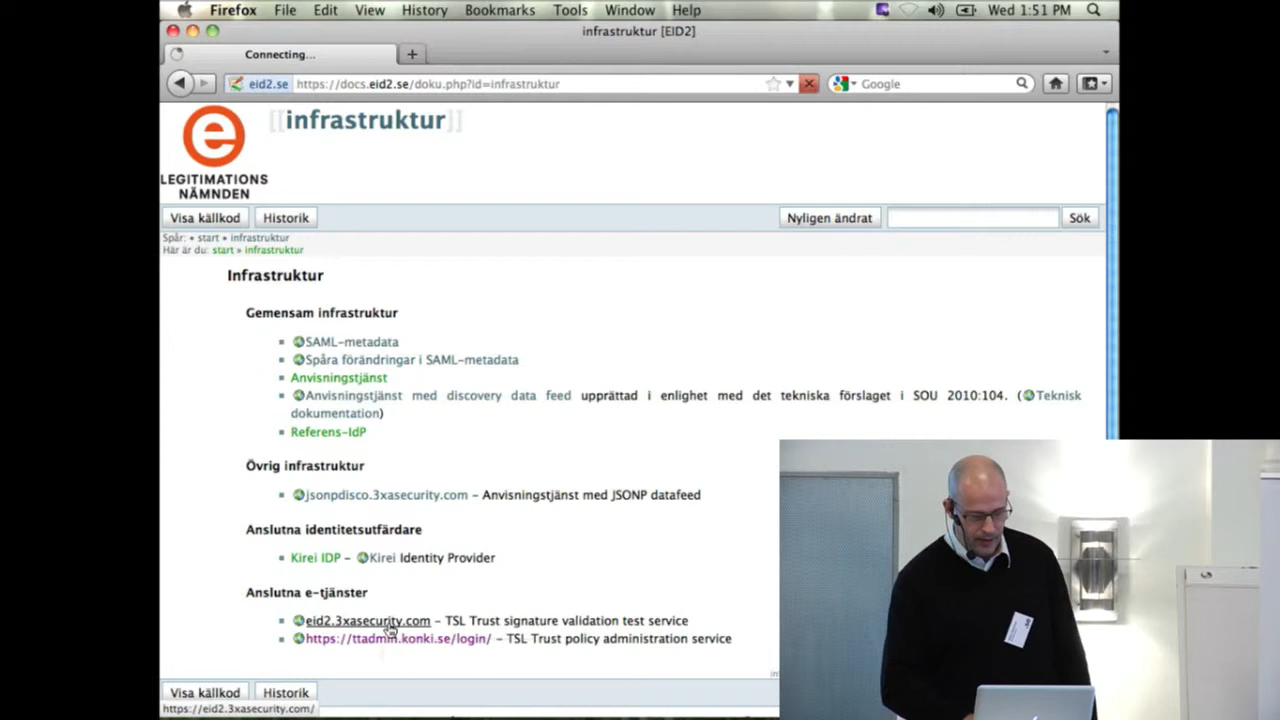 Firefox File Edit View History Bookmarks Tools Window Help Wed 1:51 PM
infrastruktur [EID2]
Connecting...
eid2.se https://docs.eid2.se/doku.php?id=infrastruktur Google
e
LEGITIMATIONS
NÄMNDEN
[[infrastruktur]]
Visa källkod Historik Nyligen ändrat Sök
Spår: • start • infrastruktur
Här är du: start » infrastruktur
Infrastruktur
Gemensam infrastruktur
SAML-metadata
Spåra förändringar i SAML-metadata
Anvisningstjänst
Anvisningstjänst med discovery data feed upprättad i enlighet med det tekniska förslaget i SOU 2010:104. (Teknisk
dokumentation)
Referens-IdP
Övrig infrastruktur
jsonpdisco.3xasecurity.com - Anvisningstjänst med JSONP datafeed
Anslutna identitetsutfärdare
Kirei IDP - Kirei Identity Provider
Anslutna e-tjänster
eid2.3xasecurity.com - TSL Trust signature validation test service
https://ttadmin.konki.se/login/ - TSL Trust policy administration service
Visa källkod Historik
https://eid2.3xasecurity.com/